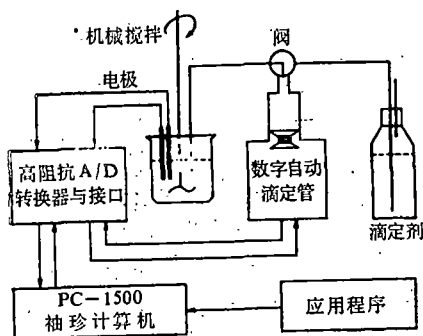 机械搅拌
阀
电极
高阻抗A/D
转换器与接口
数字自动
滴定管
滴定剂
PC-1500
袖珍计算机
应用程序